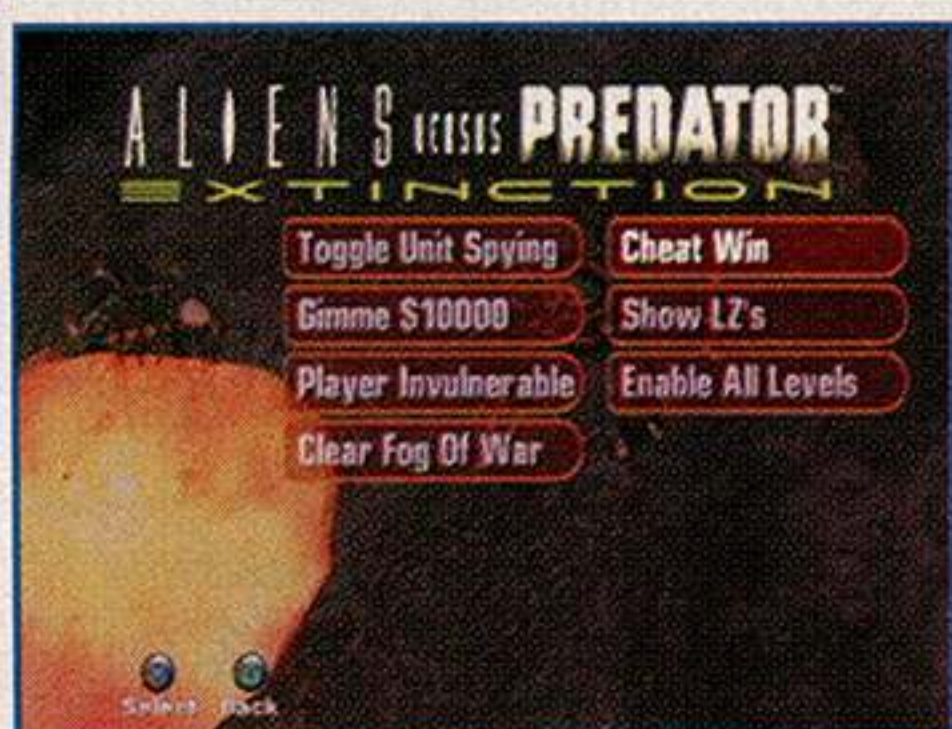 ALIENS VERSUS PREDATOR™
EXTINCTION
Toggle Unit Spying
Cheat Win
Gimme $10000
Show LZ's
Player Invulnerable
Enable All Levels
Clear Fog Of War
Select Back